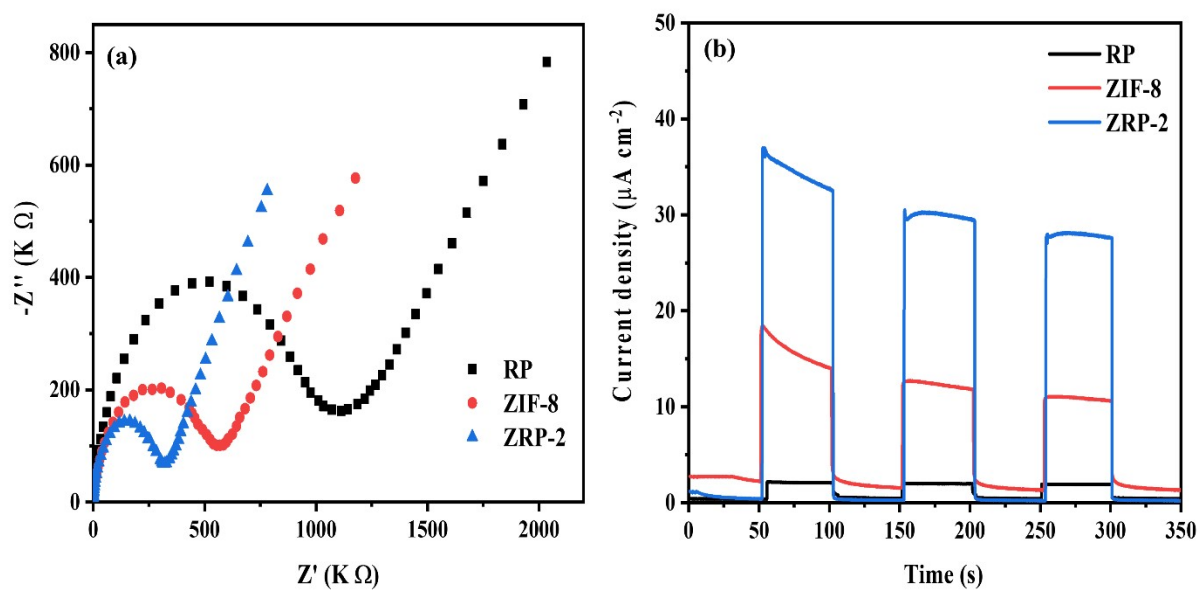 (a)
800
600
400
200
0
-Z'' (K Ω)
RP
ZIF-8
ZRP-2
0 500 1000 1500 2000
Z' (K Ω)
(b)
50
40
30
20
10
0
Current density (μA cm⁻²)
RP
ZIF-8
ZRP-2
0 50 100 150 200 250 300 350
Time (s)